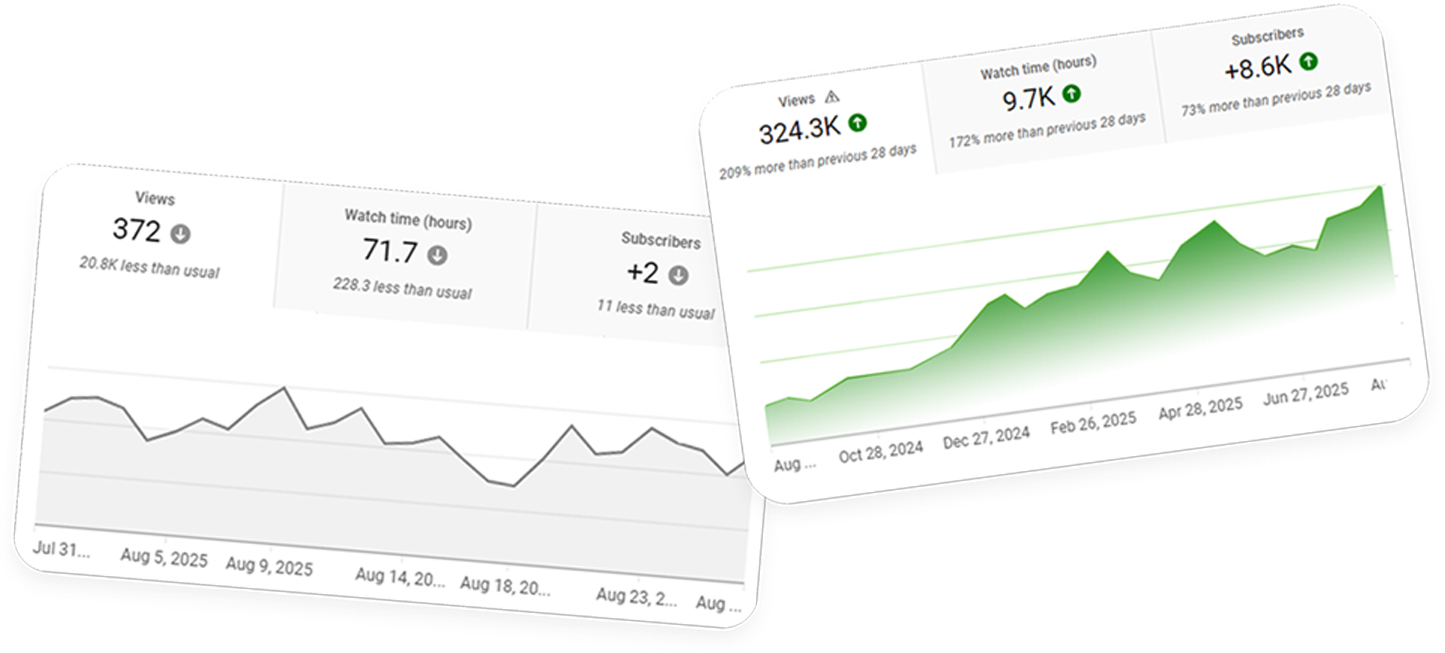 Views
372
20.8K less than usual
Watch time (hours)
71.7
228.3 less than usual
Subscribers
+2
11 less than usual
Jul 31... Aug 5, 2025 Aug 9, 2025 Aug 14, 20... Aug 18, 20... Aug 23, 2... Aug ...
Views
324.3K
209% more than previous 28 days
Watch time (hours)
9.7K
172% more than previous 28 days
Subscribers
+8.6K
73% more than previous 28 days
Aug ... Oct 28, 2024 Dec 27, 2024 Feb 26, 2025 Apr 28, 2025 Jun 27, 2025